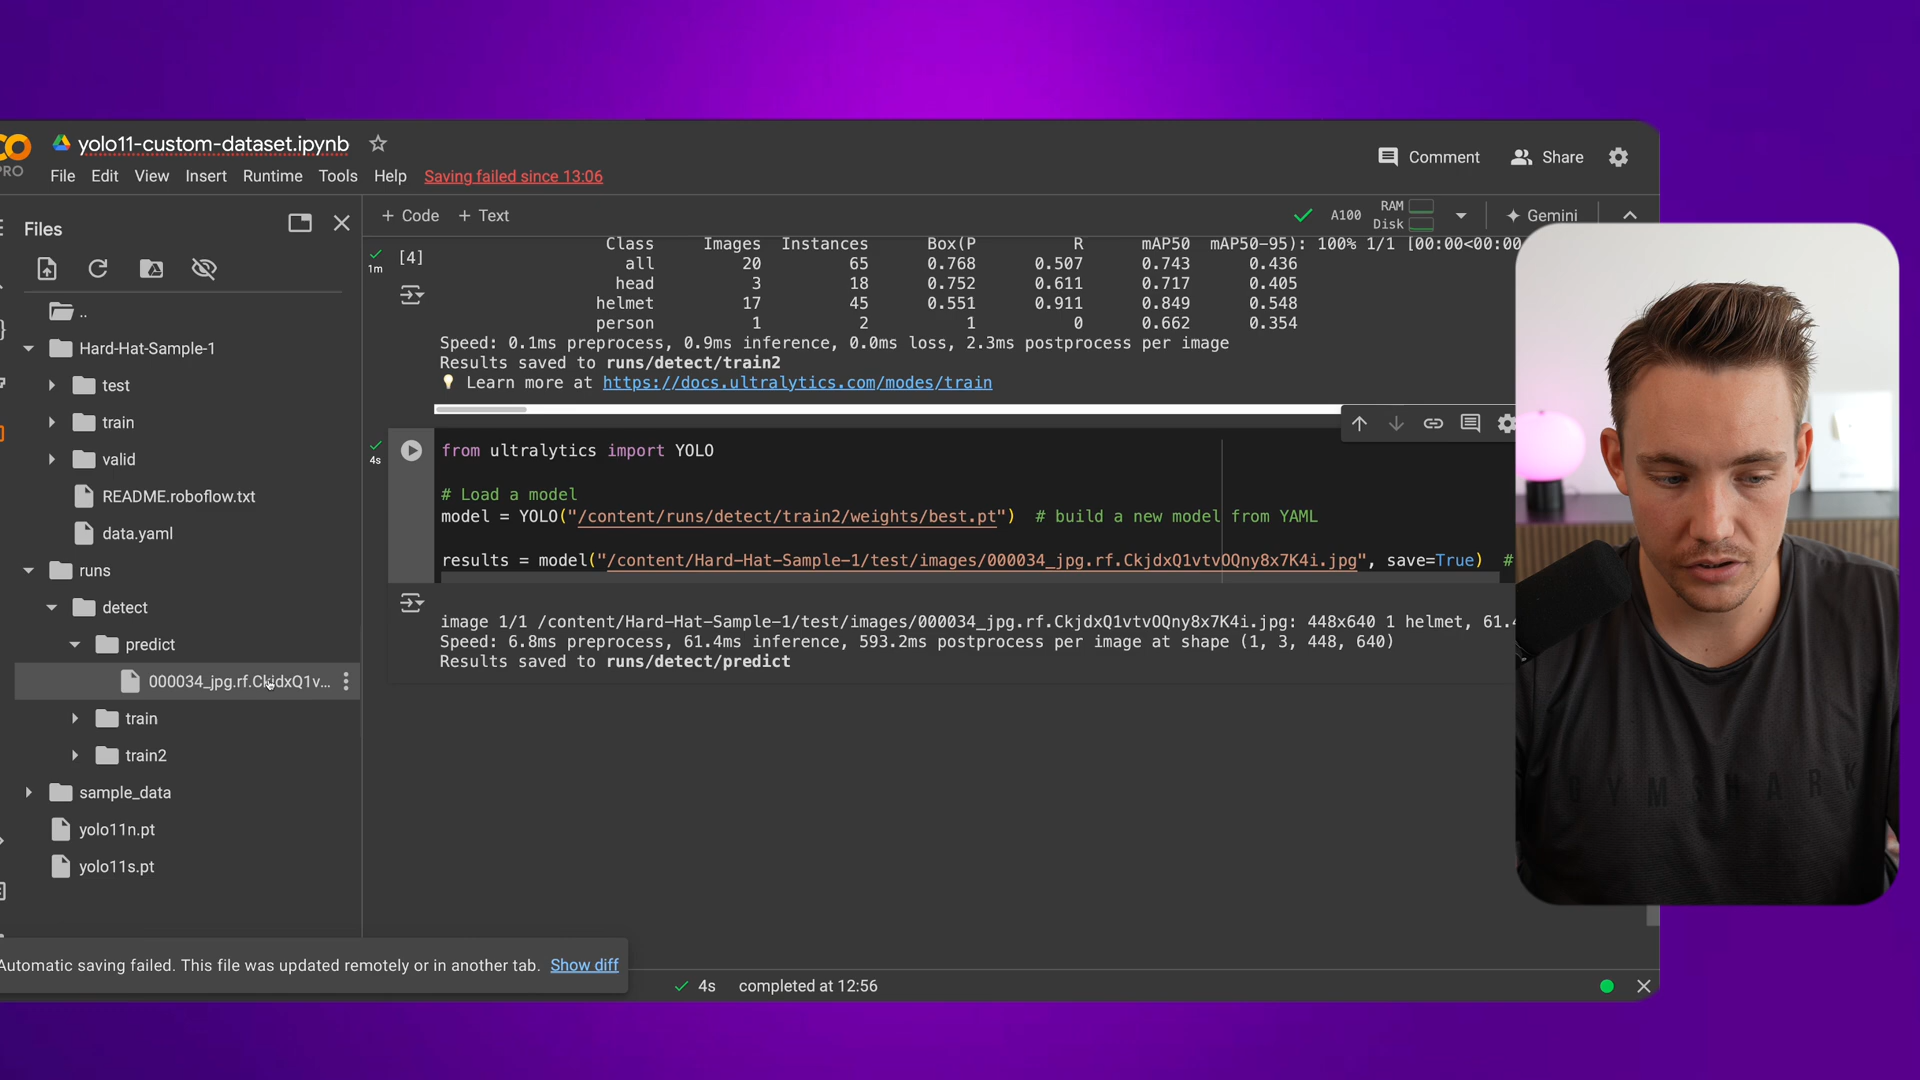 yolo11-custom-dataset.ipynb
PRO
File Edit View Insert Runtime Tools Help Saving failed since 13:06
Comment Share
Files
+ Code + Text
A100 RAM Disk Gemini
..
Hard-Hat-Sample-1
test
train
valid
README.roboflow.txt
data.yaml
runs
detect
predict
000034_jpg.rf.CkjdxQ1v...
train
train2
sample_data
yolo11n.pt
yolo11s.pt
1m [4]
Class Images Instances Box(P R mAP50 mAP50-95): 100% 1/1 [00:00<00:00
all 20 65 0.768 0.507 0.743 0.436
head 3 18 0.752 0.611 0.717 0.405
helmet 17 45 0.551 0.911 0.849 0.548
person 1 2 1 0 0.662 0.354
Speed: 0.1ms preprocess, 0.9ms inference, 0.0ms loss, 2.3ms postprocess per image
Results saved to runs/detect/train2
💡 Learn more at https://docs.ultralytics.com/modes/train
4s
from ultralytics import YOLO
# Load a model
model = YOLO("/content/runs/detect/train2/weights/best.pt") # build a new model from YAML
results = model("/content/Hard-Hat-Sample-1/test/images/000034_jpg.rf.CkjdxQ1vtvOQny8x7K4i.jpg", save=True) #
image 1/1 /content/Hard-Hat-Sample-1/test/images/000034_jpg.rf.CkjdxQ1vtvOQny8x7K4i.jpg: 448x640 1 helmet, 61.4
Speed: 6.8ms preprocess, 61.4ms inference, 593.2ms postprocess per image at shape (1, 3, 448, 640)
Results saved to runs/detect/predict
Automatic saving failed. This file was updated remotely or in another tab. Show diff
4s completed at 12:56
GYMSHARK